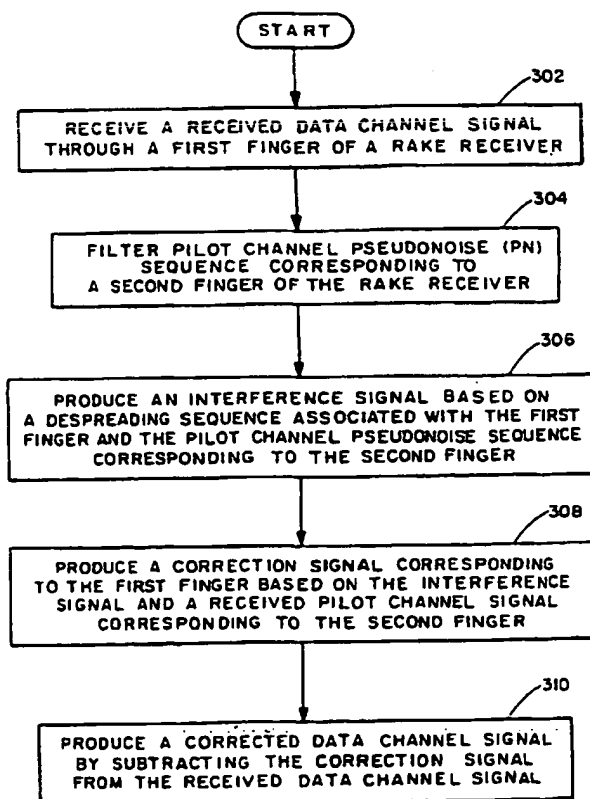 START
302
RECEIVE A RECEIVED DATA CHANNEL SIGNAL
THROUGH A FIRST FINGER OF A RAKE RECEIVER
304
FILTER PILOT CHANNEL PSEUDONOISE (PN)
SEQUENCE CORRESPONDING TO
A SECOND FINGER OF THE RAKE RECEIVER
306
PRODUCE AN INTERFERENCE SIGNAL BASED ON
A DESPREADING SEQUENCE ASSOCIATED WITH THE FIRST
FINGER AND THE PILOT CHANNEL PSEUDONOISE SEQUENCE
CORRESPONDING TO THE SECOND FINGER
308
PRODUCE A CORRECTION SIGNAL CORRESPONDING
TO THE FIRST FINGER BASED ON THE INTERFERENCE
SIGNAL AND A RECEIVED PILOT CHANNEL SIGNAL
CORRESPONDING TO THE SECOND FINGER
310
PRODUCE A CORRECTED DATA CHANNEL SIGNAL
BY SUBTRACTING THE CORRECTION SIGNAL
FROM THE RECEIVED DATA CHANNEL SIGNAL